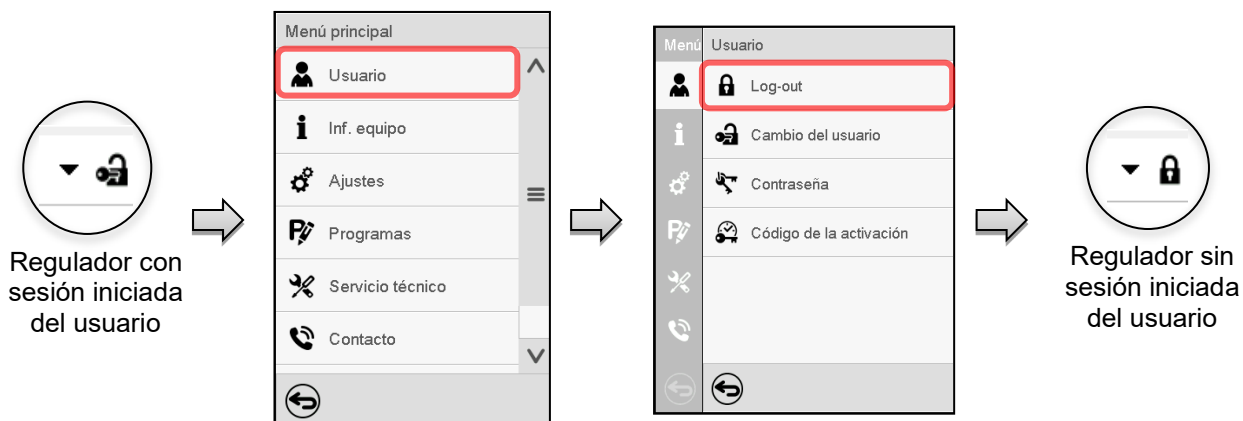 Regulador con
sesión iniciada
del usuario
Menú principal
Usuario
Inf. equipo
Ajustes
Programas
Servicio técnico
Contacto
Menú
Usuario
Log-out
Cambio del usuario
Contraseña
Código de la activación
Regulador sin
sesión iniciada
del usuario